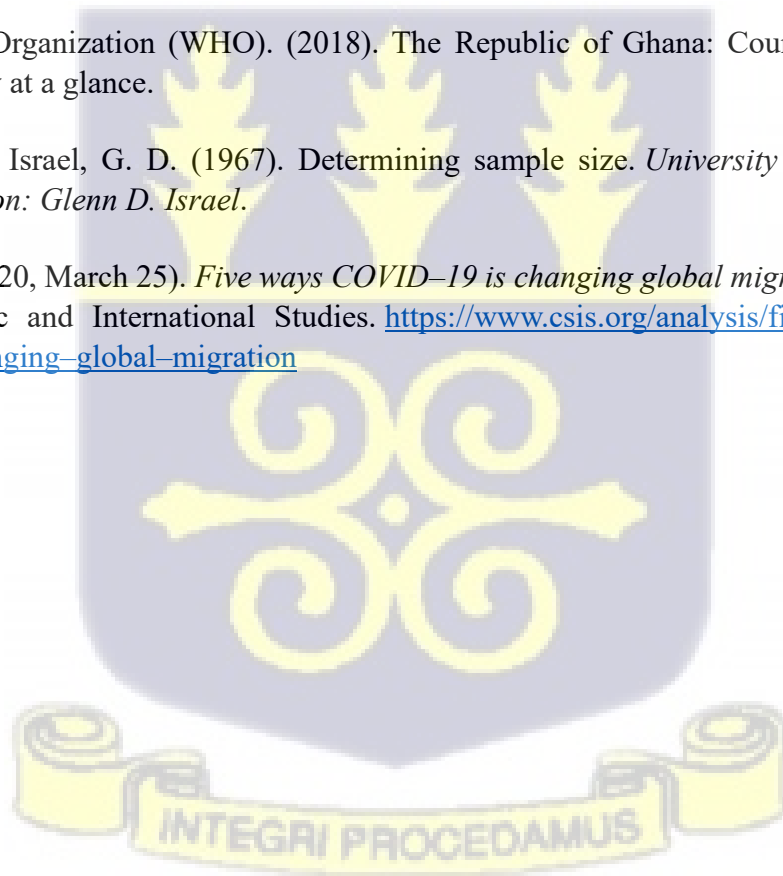 Organization (WHO). (2018). The Republic of Ghana: Cour
at a glance.
Israel, G. D. (1967). Determining sample size. University
on: Glenn D. Israel.
20, March 25). Five ways COVID–19 is changing global migr
c and International Studies. https://www.csis.org/analysis/fi
nging–global–migration
INTEGRI PROCEDAMUS